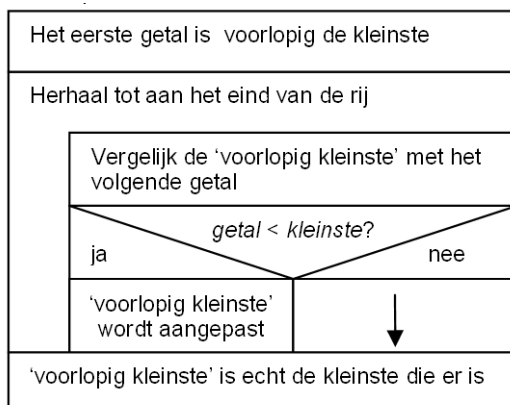 Het eerste getal is voorlopig de kleinste
Herhaal tot aan het eind van de rij
Vergelijk de ‘voorlopig kleinste’ met het
volgende getal
getal < kleinste?
ja
nee
‘voorlopig kleinste’
wordt aangepast
‘voorlopig kleinste’ is echt de kleinste die er is